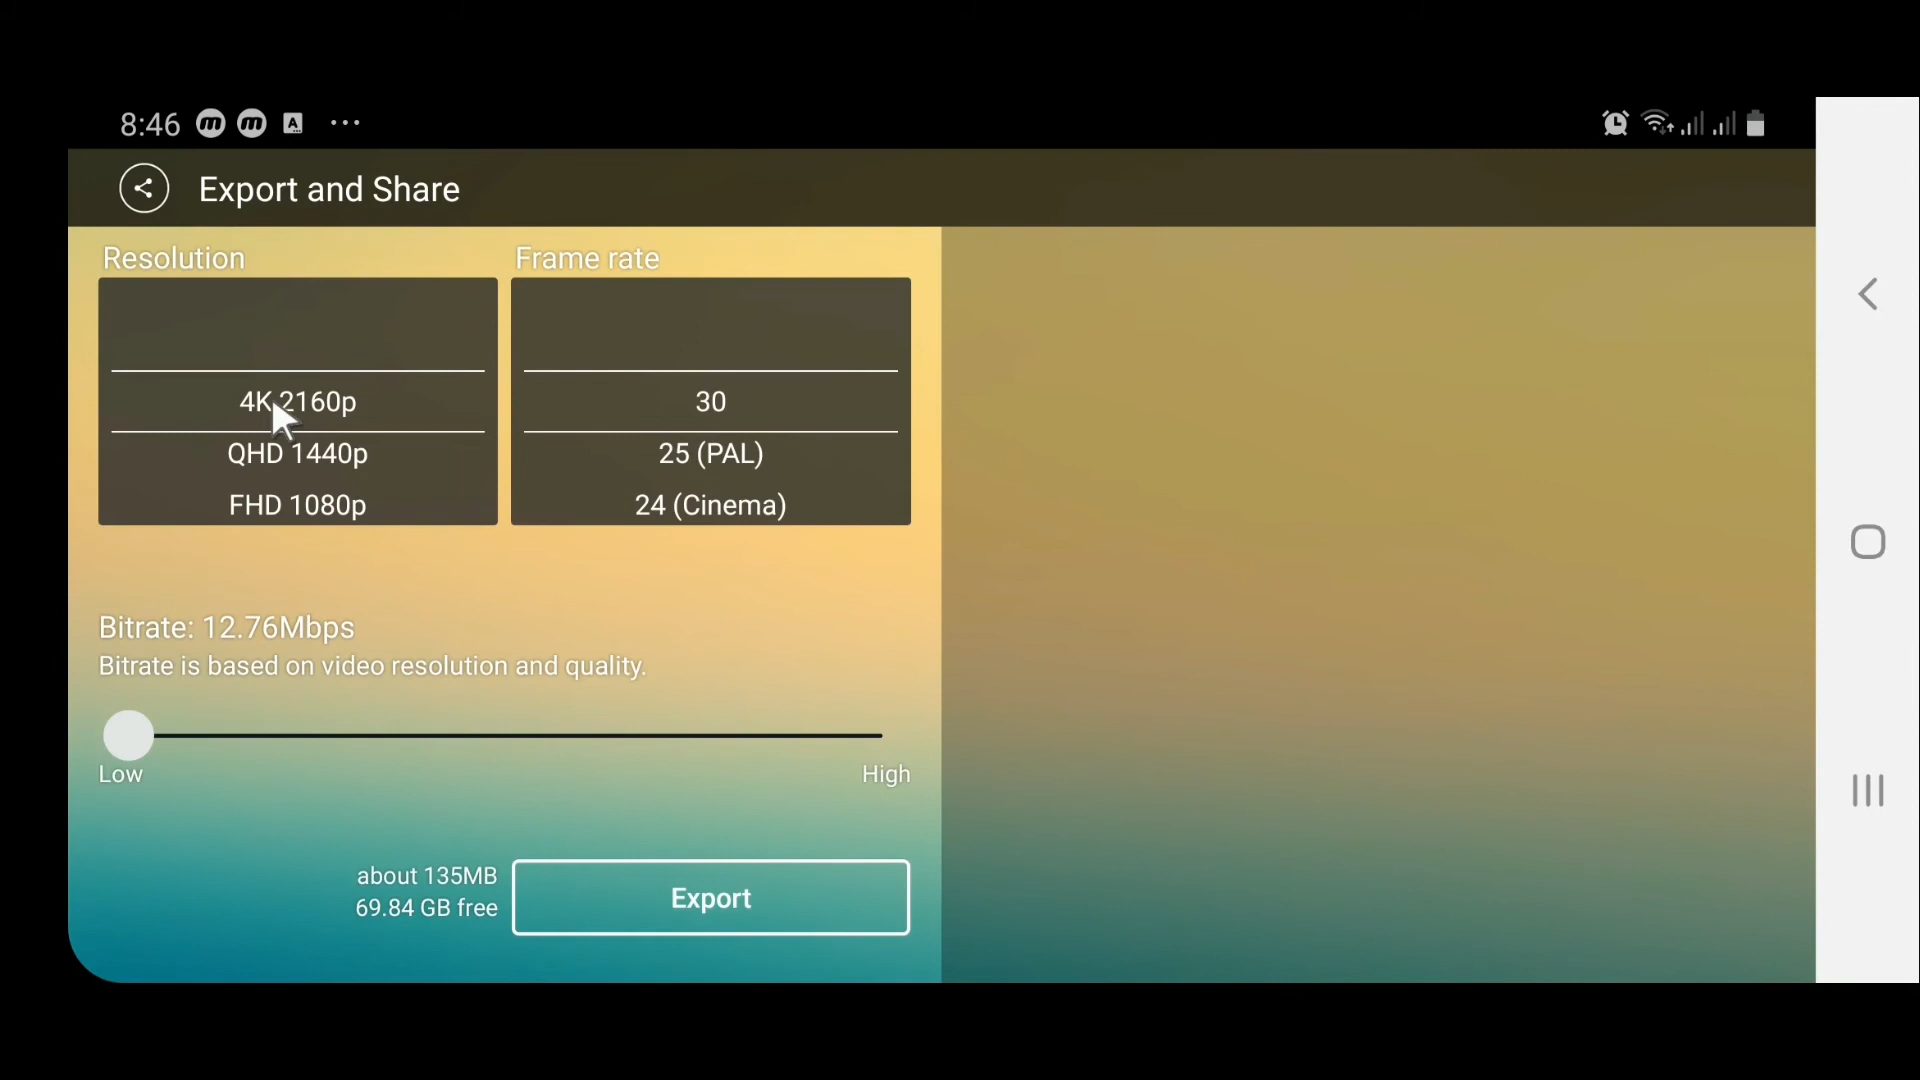 8:46
Export and Share
Resolution
Frame rate
4K 2160p
30
QHD 1440p
25 (PAL)
FHD 1080p
24 (Cinema)
Bitrate: 12.76Mbps
Bitrate is based on video resolution and quality.
Low
High
about 135MB
69.84 GB free
Export